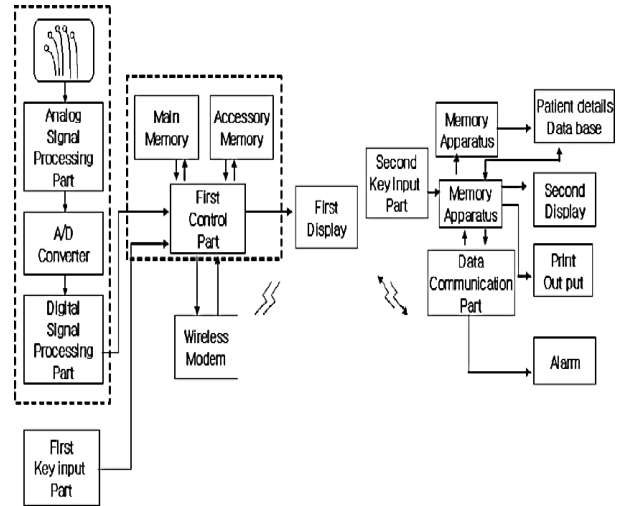 Analog
Signal
Processing
Part
A/D
Converter
Digital
Signal
Processing
Part
First
Key input
Part
Main
Memory
Accessory
Memory
First
Control
Part
Wireless
Modem
First
Display
Second
Key Input
Part
Memory
Apparatus
Memory
Apparatus
Data
Communication
Part
Patient details
Data base
Second
Display
Print
Out put
Alarm